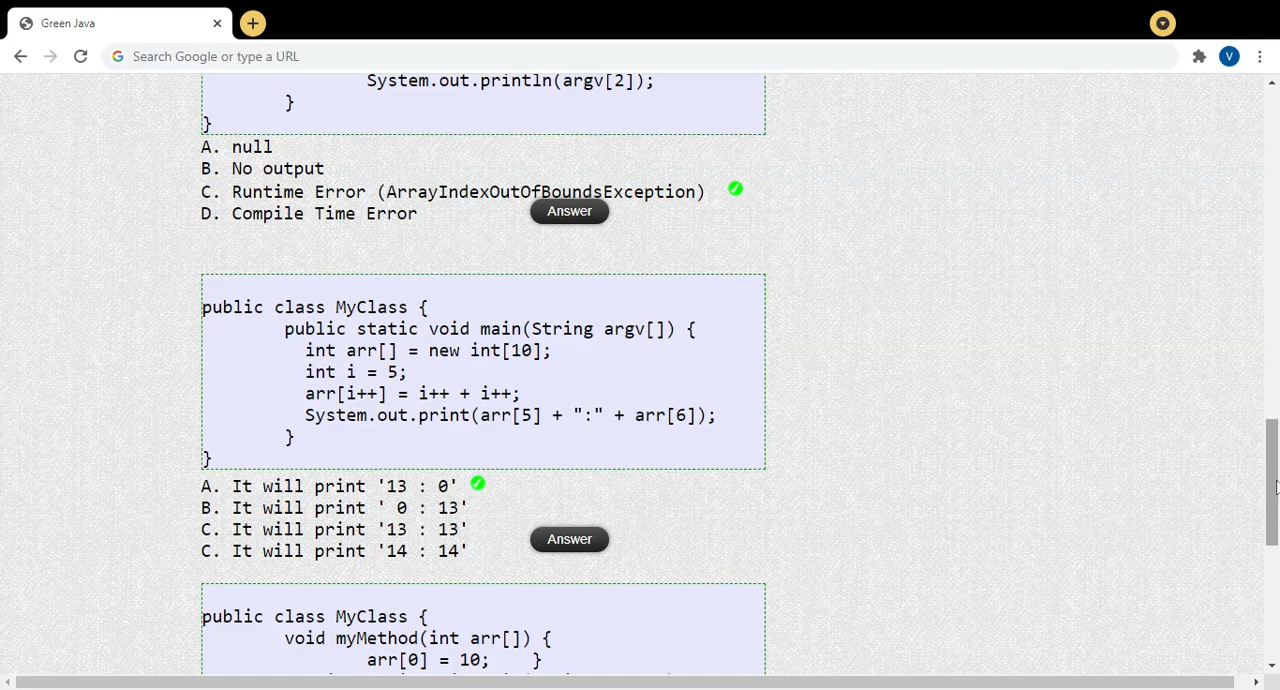 Green Java
Search Google or type a URL
V
System.out.println(argv[2]);
}
}
A. null
B. No output
C. Runtime Error (ArrayIndexOutOfBoundsException)
D. Compile Time Error
Answer
public class MyClass {
public static void main(String argv[]) {
int arr[] = new int[10];
int i = 5;
arr[i++] = i++ + i++;
System.out.print(arr[5] + ":" + arr[6]);
}
}
A. It will print '13 : 0'
B. It will print ' 0 : 13'
C. It will print '13 : 13'
Answer
C. It will print '14 : 14'
public class MyClass {
void myMethod(int arr[]) {
arr[0] = 10; }